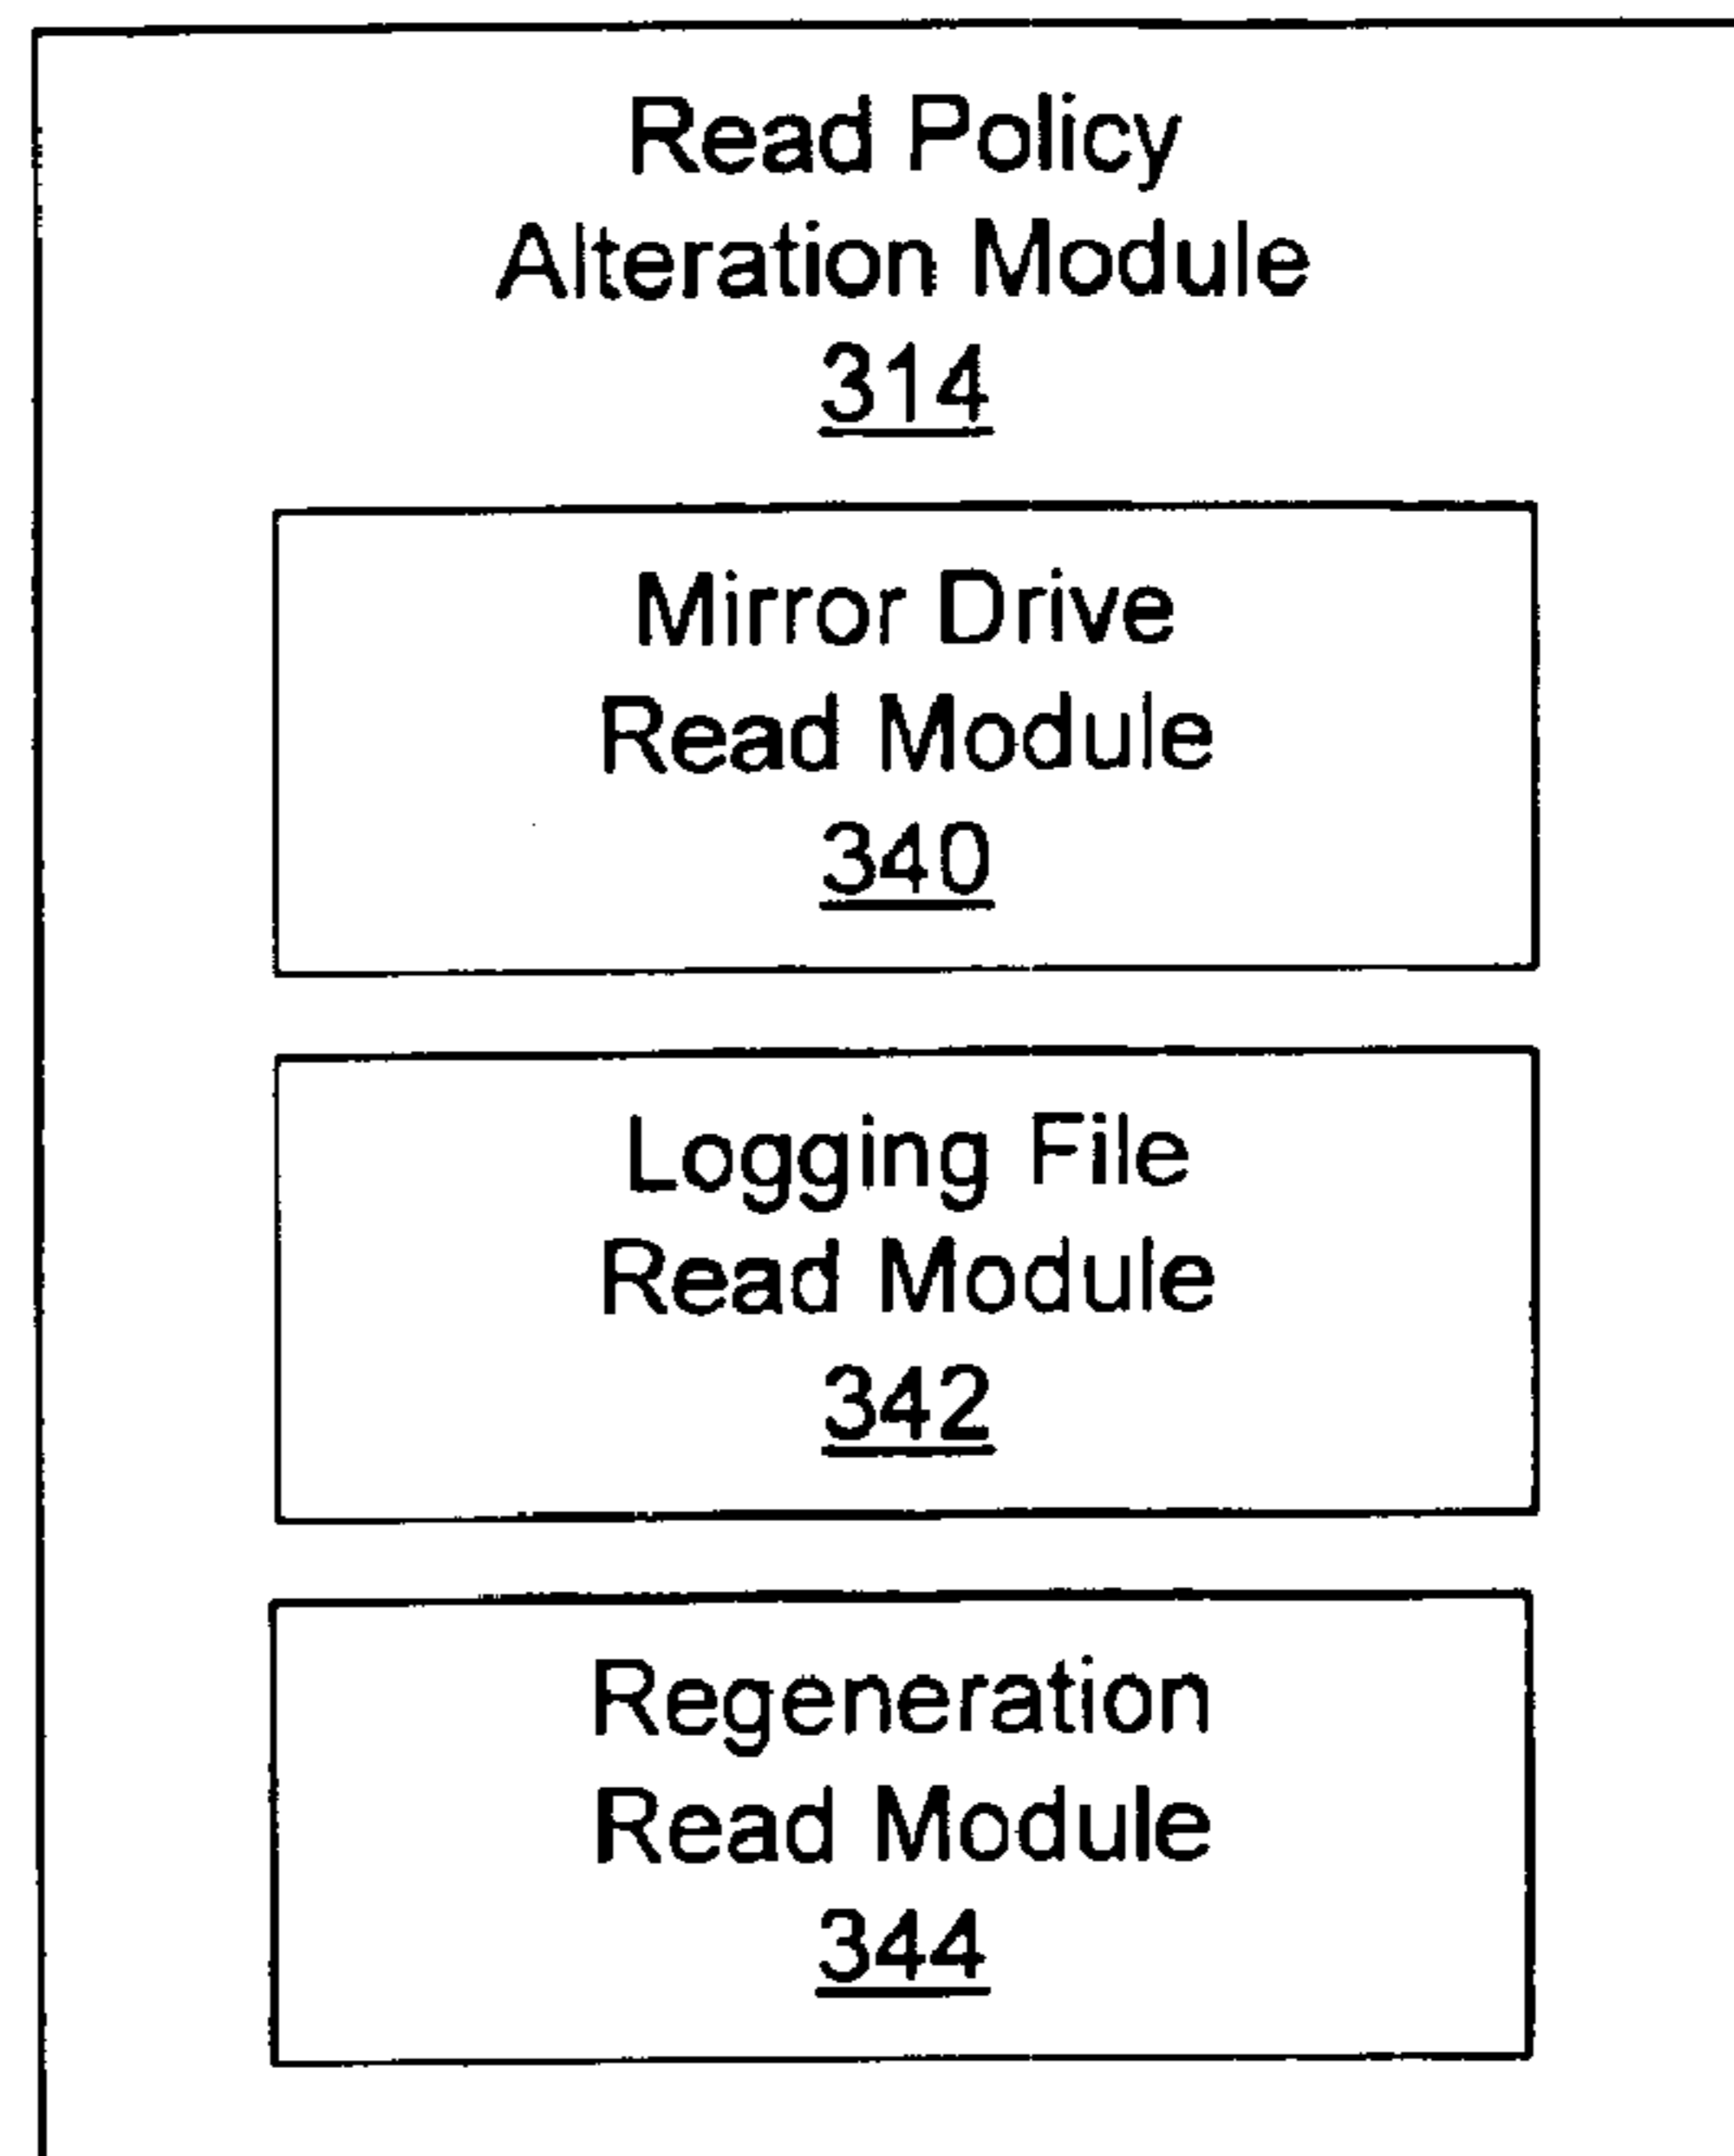 Read Policy
Alteration Module
314
Mirror Drive
Read Module
340
Logging File
Read Module
342
Regeneration
Read Module
344